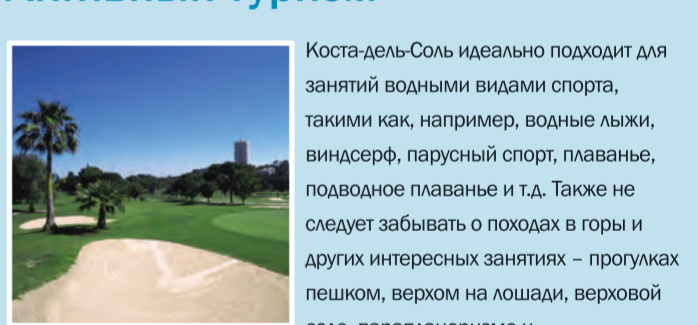 Коста-дель-Соль идеально подходит для
занятий водными видами спорта,
такими как, например, водные лыжи,
виндсерф, парусный спорт, плаванье,
подводное плаванье и т.д. Также не
следует забывать о походах в горы и
других интересных занятиях – прогулках
пешком, верхом на лошади, верховой